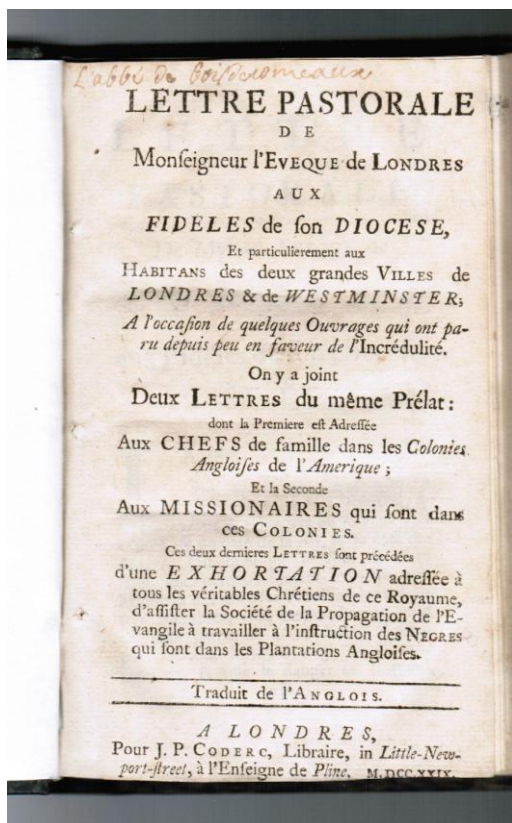 L'abbé de
LETTRE PASTORALE
DE
Monſeigneur l'EVEQUE de LONDRES
AUX
FIDELES de ſon DIOCESE,
Et particulierement aux
HABITANS des deux grandes VILLES de
LONDRES & de WESTMINSTER;
A l'occaſion de quelques Ouvrages qui ont pa-
ru depuis peu en faveur de l'Incrédulité.
On y a joint
Deux LETTRES du même Prélat:
dont la Premiere eſt Adreſſée
Aux CHEFS de famille dans les Colonies
Angloiſes de l'Amerique;
Et la Seconde
Aux MISSIONAIRES qui ſont dans
ces COLONIES.
Ces deux dernieres LETTRES ſont précédées
d'une EXHORTATION adreſſée à
tous les véritables Chrétiens de ce Royaume,
d'aſſiſter la Société de la Propagation de l'E-
vangile à travailler à l'inſtruction des NEGRES
qui ſont dans les Plantations Angloiſes.
Traduit de l'ANGLOIS.
A LONDRES,
Pour J. P. CODERC, Libraire, in Little-New-
port-ſtreet, à l'Enſeigne de Pline. M.DCC.XXIX.